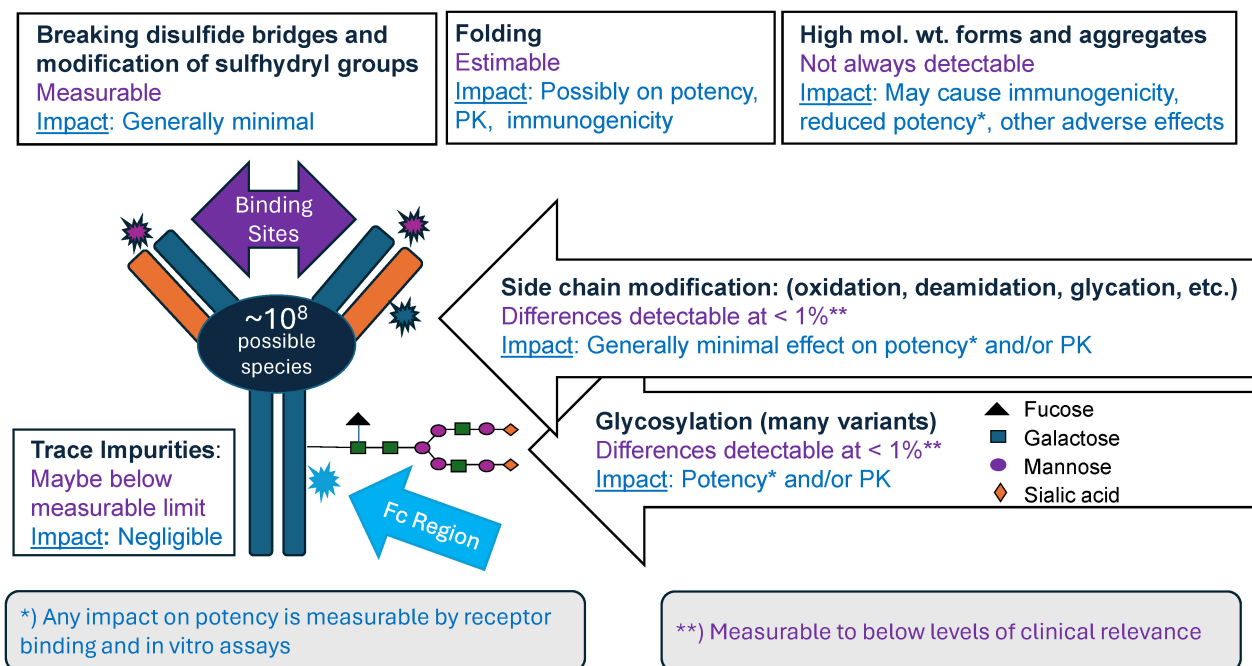 Breaking disulfide bridges and
modification of sulfhydryl groups
Measurable
Impact: Generally minimal
Folding
Estimable
Impact: Possibly on potency,
PK, immunogenicity
High mol. wt. forms and aggregates
Not always detectable
Impact: May cause immunogenicity,
reduced potency*, other adverse effects
Binding
Sites
~10⁸
possible
species
Side chain modification: (oxidation, deamidation, glycation, etc.)
Differences detectable at < 1%**
Impact: Generally minimal effect on potency* and/or PK
Glycosylation (many variants)
Differences detectable at < 1%**
Impact: Potency* and/or PK
Fucose
Galactose
Mannose
Sialic acid
Trace Impurities:
Maybe below
measurable limit
Impact: Negligible
Fc Region
*) Any impact on potency is measurable by receptor
binding and in vitro assays
**) Measurable to below levels of clinical relevance